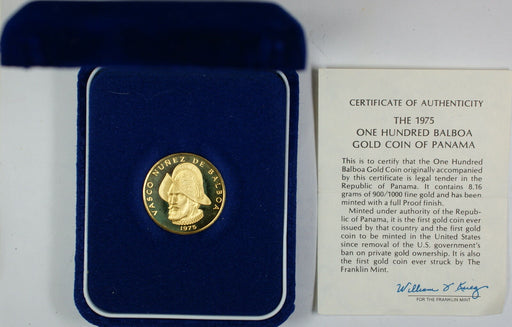 VASCO NUÑEZ DE BALBOA
1975
CERTIFICATE OF AUTHENTICITY
THE 1975
ONE HUNDRED BALBOA
GOLD COIN OF PANAMA
This is to certify that the One Hundred
Balboa Gold Coin originally accompanied
by this certificate is legal tender in the
Republic of Panama. It contains 8.16
grams of 900/1000 fine gold and has been
minted with a full Proof finish.
Minted under authority of the Repub-
lic of Panama, it is the first gold coin ever
issued by that country and the first gold
coin to be minted in the United States
since removal of the U.S. government's
ban on private gold ownership. It is also
the first gold coin ever struck by The
Franklin Mint.
FOR THE FRANKLIN MINT